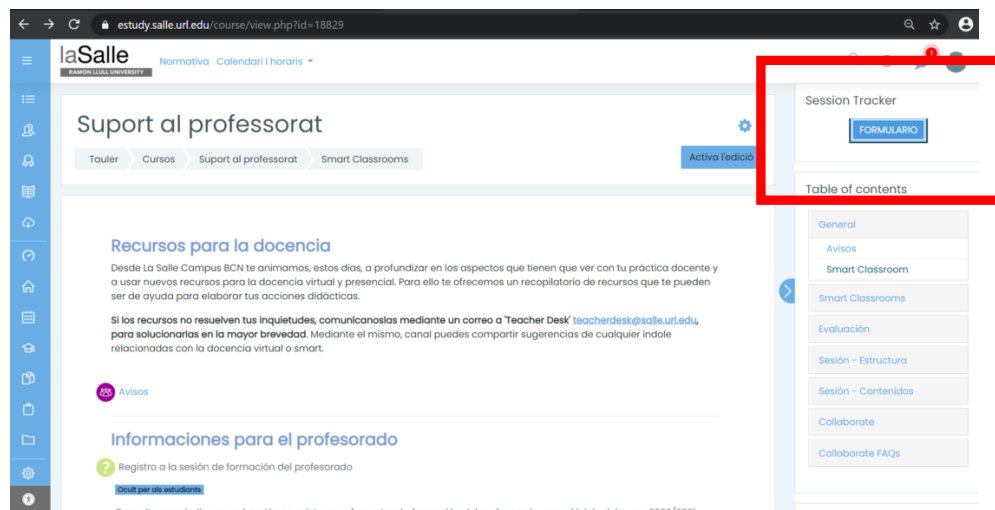 estudy.salle.url.edu/course/view.php?id=18829
laSalle
RAMON LLULL UNIVERSITY
Normativa Calendari i horaris
1
Suport al professorat
Tauler Cursos Suport al professorat Smart Classrooms
Activa l'edició
Recursos para la docencia
Desde La Salle Campus BCN te animamos, estos días, a profundizar en los aspectos que tienen que ver con tu práctica docente y
a usar nuevos recursos para la docencia virtual y presencial. Para ello te ofrecemos un recopilatorio de recursos que te pueden
ser de ayuda para elaborar tus acciones didácticas.
Si los recursos no resuelven tus inquietudes, comunícanoslas mediante un correo a 'Teacher Desk' teacherdesk@salle.url.edu,
para solucionarlas en la mayor brevedad. Mediante el mismo, canal puedes compartir sugerencias de cualquier índole
relacionadas con la docencia virtual o smart.
Avisos
Informaciones para el profesorado
Registro a la sesión de formación del profesorado
Ocult per als estudiants
Session Tracker
FORMULARIO
Table of contents
General
Avisos
Smart Classroom
Smart Classrooms
Evaluación
Sesión - Estructura
Sesión - Contenidos
Collaborate
Collaborate FAQs